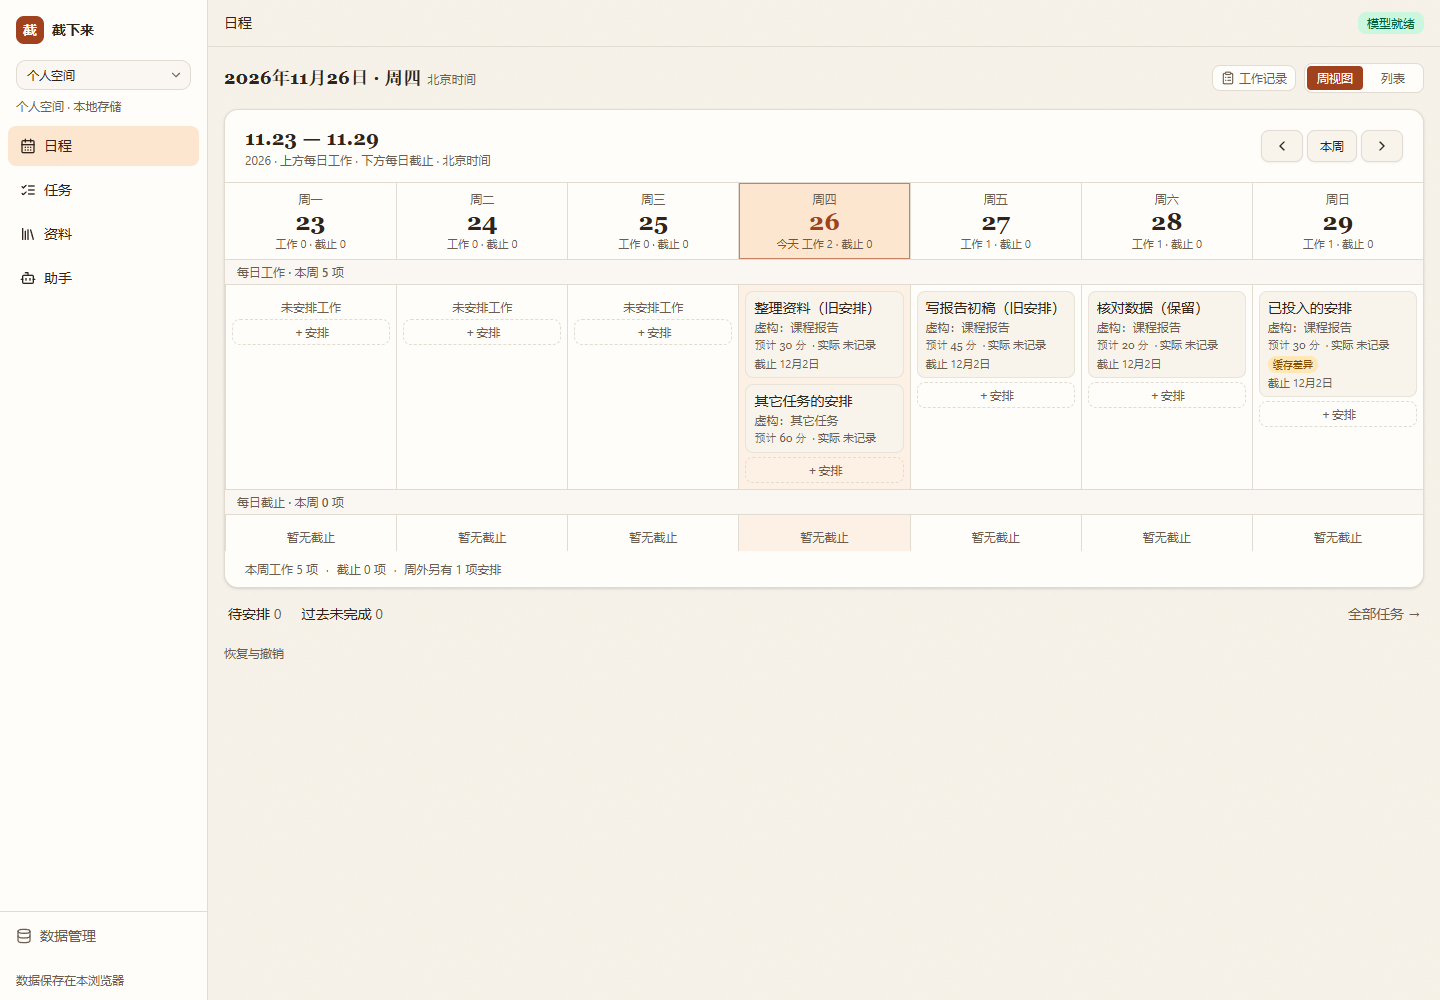 截 截下来
个人空间
个人空间 · 本地存储
日程
任务
资料
助手
数据管理
数据保存在本浏览器
日程
模型就绪
2026年11月26日 · 周四 北京时间
工作记录
周视图
列表
11.23 — 11.29
2026 · 上方每日工作 · 下方每日截止 · 北京时间
本周
周一 周二 周三 周四 周五 周六 周日
23 24 25 26 27 28 29
工作 0 · 截止 0 工作 0 · 截止 0 工作 0 · 截止 0 今天 工作 2 · 截止 0 工作 1 · 截止 0 工作 1 · 截止 0 工作 1 · 截止 0
每日工作 · 本周 5 项
未安排工作
+ 安排
未安排工作
+ 安排
未安排工作
+ 安排
整理资料（旧安排）
虚构：课程报告
预计 30 分 · 实际 未记录
截止 12月2日
其它任务的安排
虚构：其它任务
预计 60 分 · 实际 未记录
+ 安排
写报告初稿（旧安排）
虚构：课程报告
预计 45 分 · 实际 未记录
截止 12月2日
+ 安排
核对数据（保留）
虚构：课程报告
预计 20 分 · 实际 未记录
截止 12月2日
+ 安排
已投入的安排
虚构：课程报告
预计 30 分 · 实际 未记录
缓存差异
截止 12月2日
+ 安排
每日截止 · 本周 0 项
暂无截止 暂无截止 暂无截止 暂无截止 暂无截止 暂无截止 暂无截止
本周工作 5 项 · 截止 0 项 · 周外另有 1 项安排
待安排 0 过去未完成 0
全部任务 →
恢复与撤销